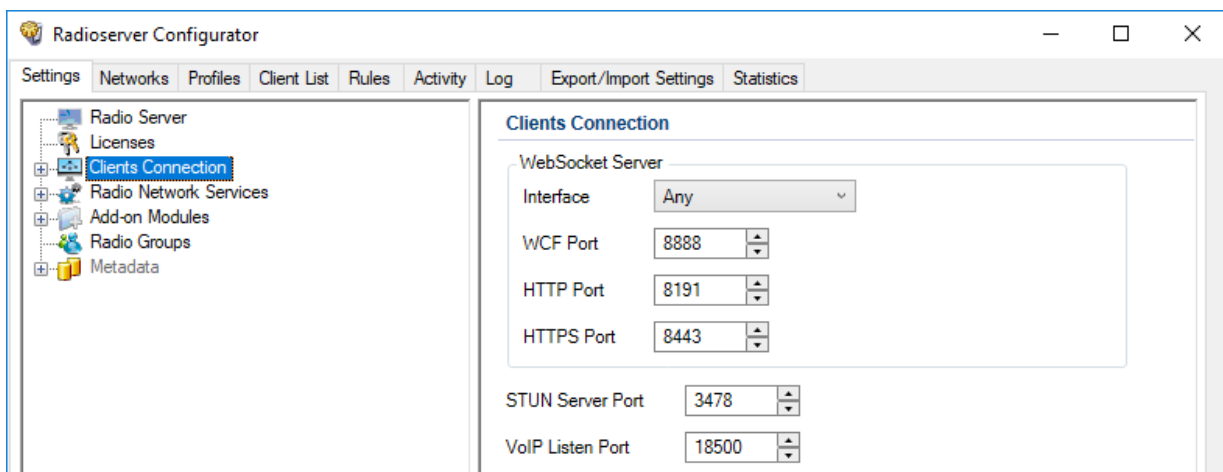 Radioserver Configurator
Settings Networks Profiles Client List Rules Activity Log Export/Import Settings Statistics
Radio Server
Licenses
Clients Connection
Radio Network Services
Add-on Modules
Radio Groups
Metadata
Clients Connection
WebSocket Server
Interface Any
WCF Port 8888
HTTP Port 8191
HTTPS Port 8443
STUN Server Port 3478
VoIP Listen Port 18500